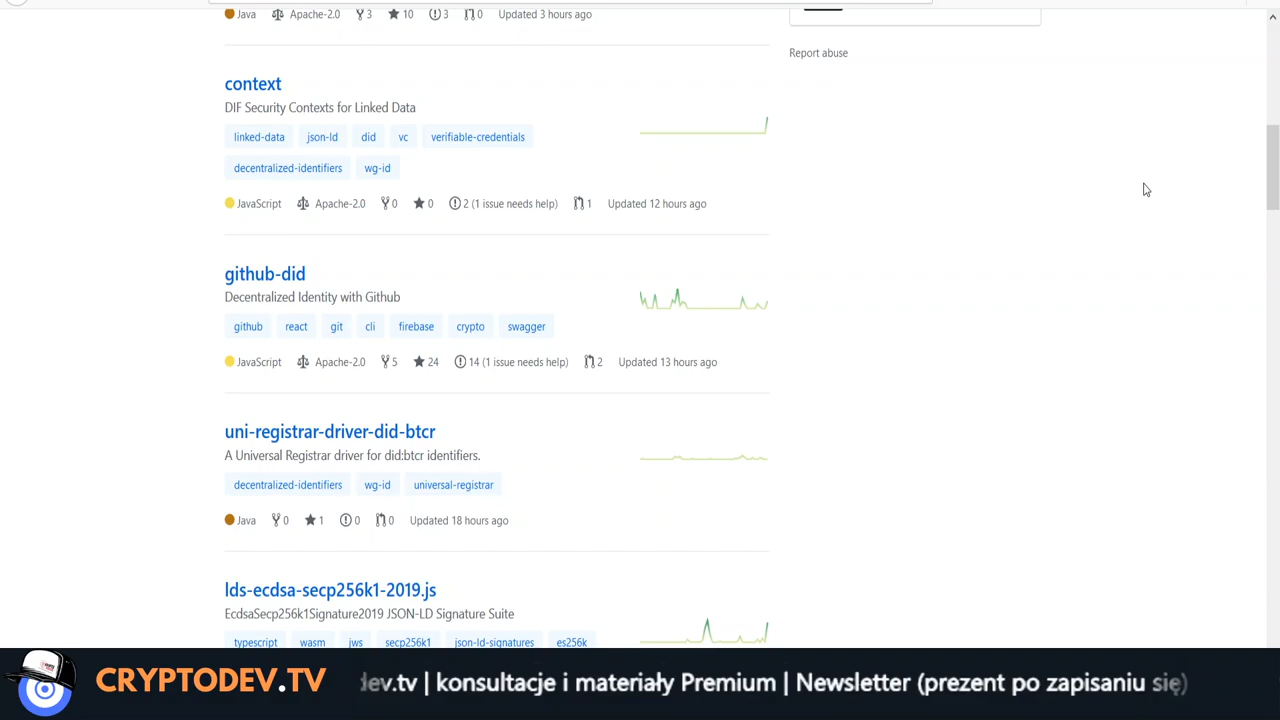 Java Apache-2.0 3 10 3 0 Updated 3 hours ago
Report abuse
context
DIF Security Contexts for Linked Data
linked-data json-ld did vc verifiable-credentials
decentralized-identifiers wg-id
JavaScript Apache-2.0 0 0 2 (1 issue needs help) 1 Updated 12 hours ago
github-did
Decentralized Identity with Github
github react git cli firebase crypto swagger
JavaScript Apache-2.0 5 24 14 (1 issue needs help) 2 Updated 13 hours ago
uni-registrar-driver-did-btcr
A Universal Registrar driver for did:btcr identifiers.
decentralized-identifiers wg-id universal-registrar
Java 0 1 0 0 Updated 18 hours ago
lds-ecdsa-secp256k1-2019.js
EcdsaSecp256k1Signature2019 JSON-LD Signature Suite
typescript wasm jws secp256k1 json-ld-signatures es256k
CRYPTODEV.TV dev.tv | konsultacje i materiały Premium | Newsletter (prezent po zapisaniu się)